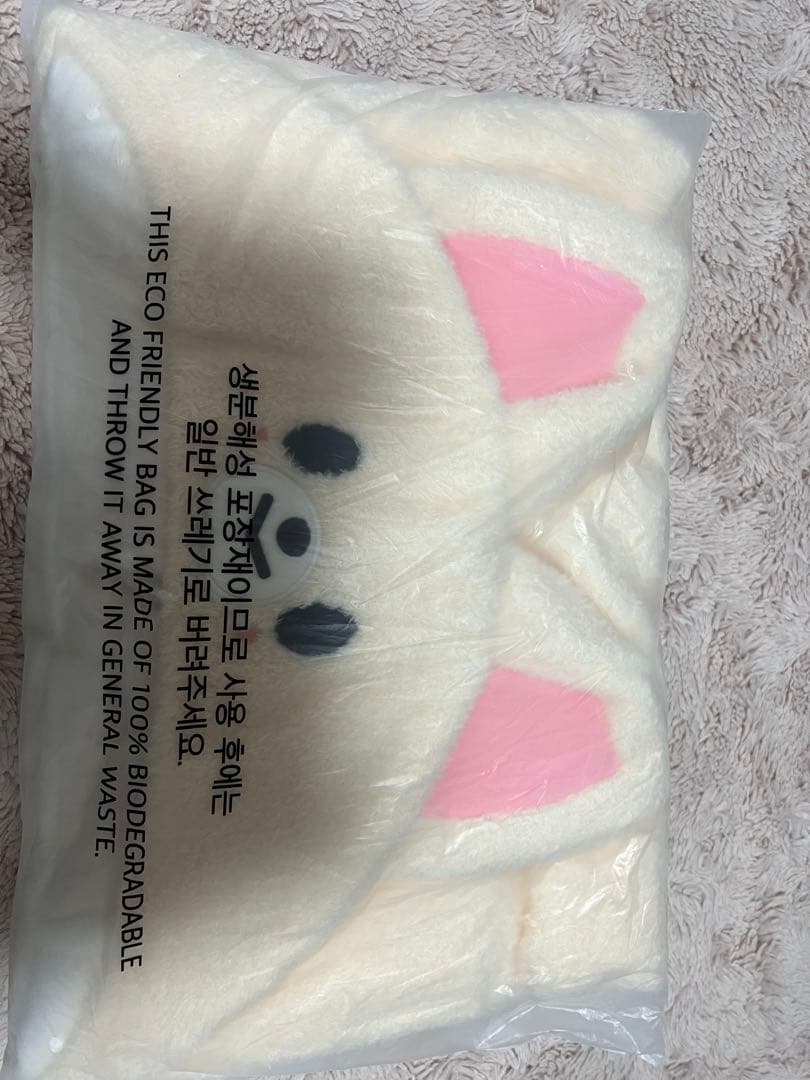 생분해성 포장재이므로 사용 후에는
일반 쓰레기로 버려주세요.
THIS ECO FRIENDLY BAG IS MADE OF 100% BIODEGRADABLE
AND THROW IT AWAY IN GENERAL WASTE.